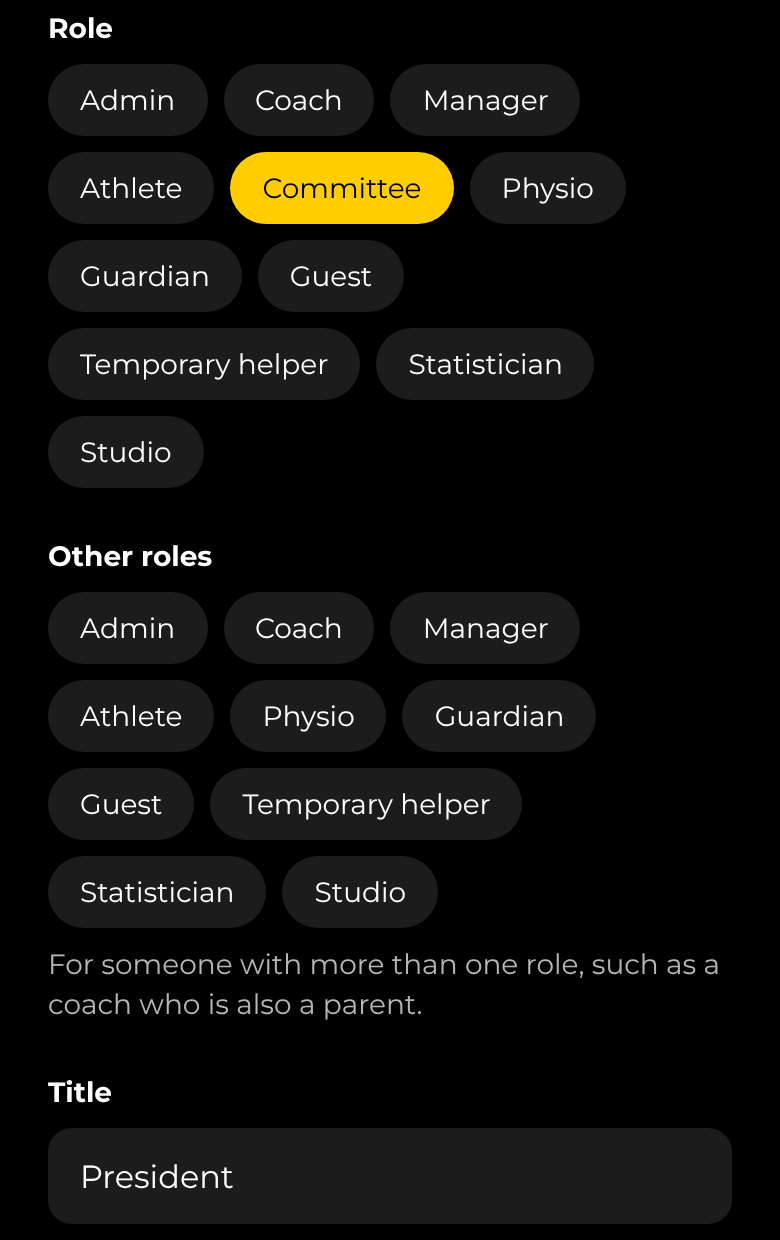 Role
Admin Coach Manager
Athlete Committee Physio
Guardian Guest
Temporary helper Statistician
Studio
Other roles
Admin Coach Manager
Athlete Physio Guardian
Guest Temporary helper
Statistician Studio
For someone with more than one role, such as a
coach who is also a parent.
Title
President